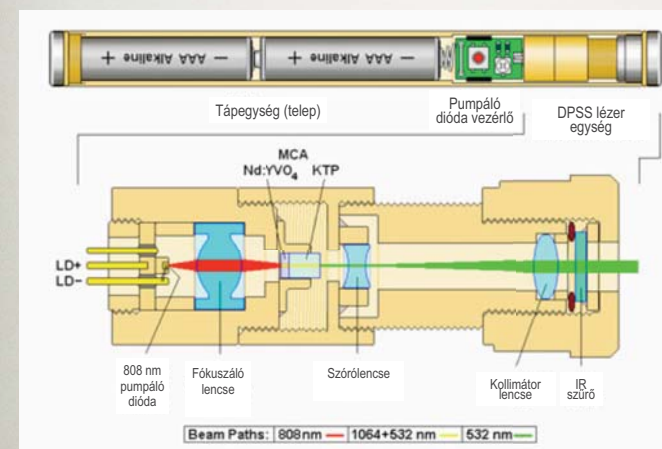 − AAA Alkaline +
− AAA Alkaline +
Tápegység (telep)
Pumpáló
dióda vezérlő
DPSS lézer
egység
MCA
Nd:YVO4 KTP
LD+
LD−
808 nm
pumpáló
dióda
Fókuszáló
lencse
Szórólencse
Kollimátor
lencse
IR
szűrő
Beam Paths: 808nm 1064+532 nm 532 nm